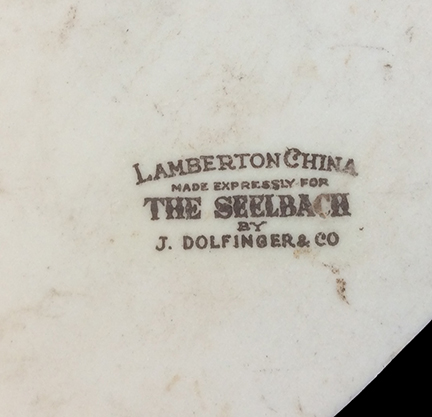 LAMBERTON CHINA
MADE EXPRESSLY FOR
THE SEELBACH
BY
J. DOLFINGER & CO